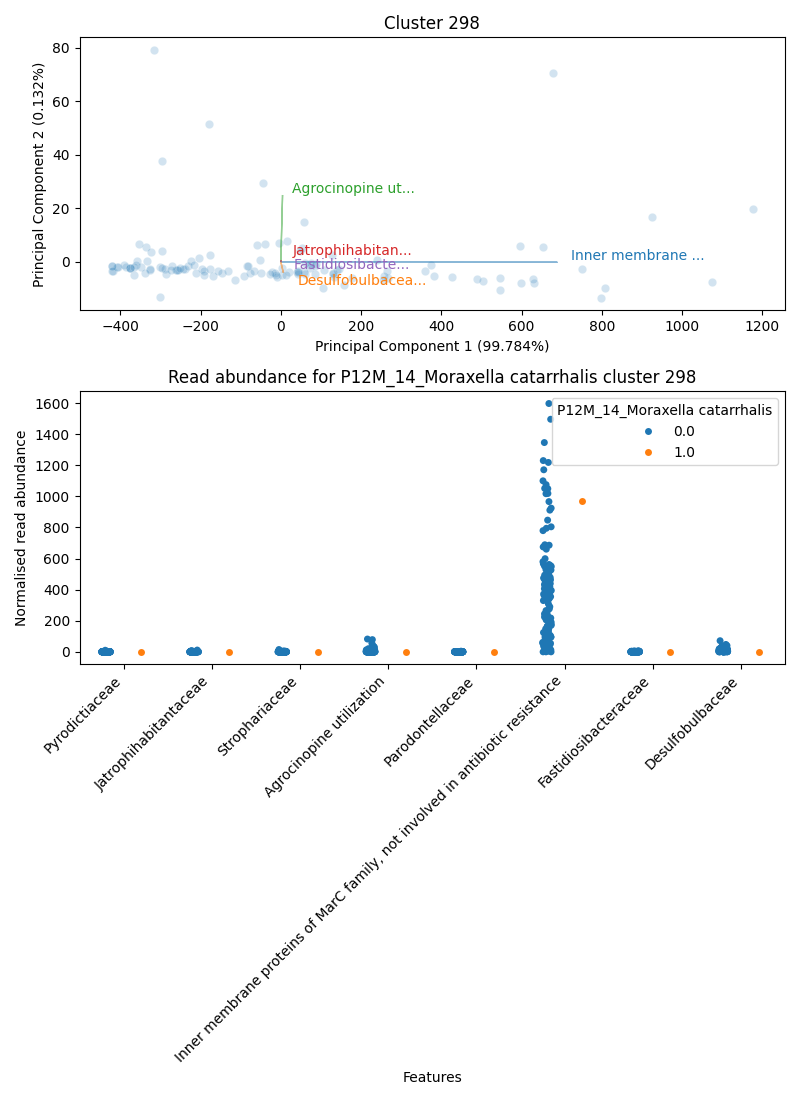 Cluster 298
80
60
40
20
0
Principal Component 2 (0.132%)
Agrocinopine ut...
Jatrophihabitan...
Fastidiosibacte...
Desulfobulbacea...
Inner membrane ...
−400
−200
0
200
400
600
800
1000
1200
Principal Component 1 (99.784%)
Read abundance for P12M_14_Moraxella catarrhalis cluster 298
1600
1400
1200
1000
800
600
400
200
0
Normalised read abundance
P12M_14_Moraxella catarrhalis
0.0
1.0
Pyrodictiaceae
Jatrophihabitantaceae
Strophariaceae
Agrocinopine utilization
Parodontellaceae
Inner membrane proteins of MarC family, not involved in antibiotic resistance
Fastidiosibacteraceae
Desulfobulbaceae
Features